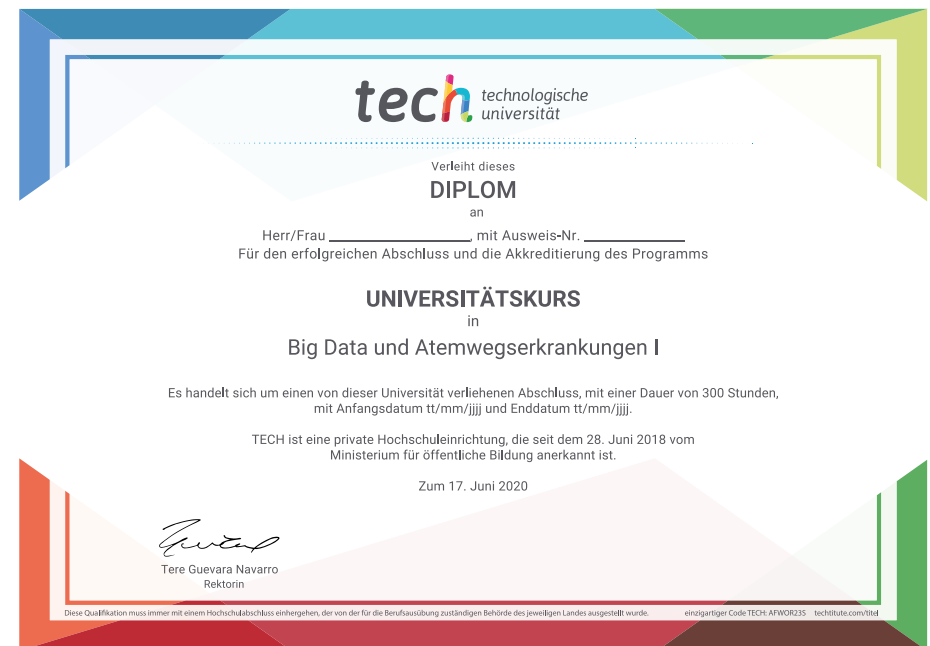 tech technologische
universität
Verleiht dieses
DIPLOM
an
Herr/Frau ____________________, mit Ausweis-Nr. ______________
Für den erfolgreichen Abschluss und die Akkreditierung des Programms
UNIVERSITÄTSKURS
in
Big Data und Atemwegserkrankungen I
Es handelt sich um einen von dieser Universität verliehenen Abschluss, mit einer Dauer von 300 Stunden,
mit Anfangsdatum tt/mm/jjjj und Enddatum tt/mm/jjjj.
TECH ist eine private Hochschuleinrichtung, die seit dem 28. Juni 2018 vom
Ministerium für öffentliche Bildung anerkannt ist.
Zum 17. Juni 2020
Tere Guevara Navarro
Rektorin
Diese Qualifikation muss immer mit einem Hochschulabschluss einhergehen, der von der für die Berufsausübung zuständigen Behörde des jeweiligen Landes ausgestellt wurde. einzigartiger Code TECH: AFWOR23S techtitute.com/titel